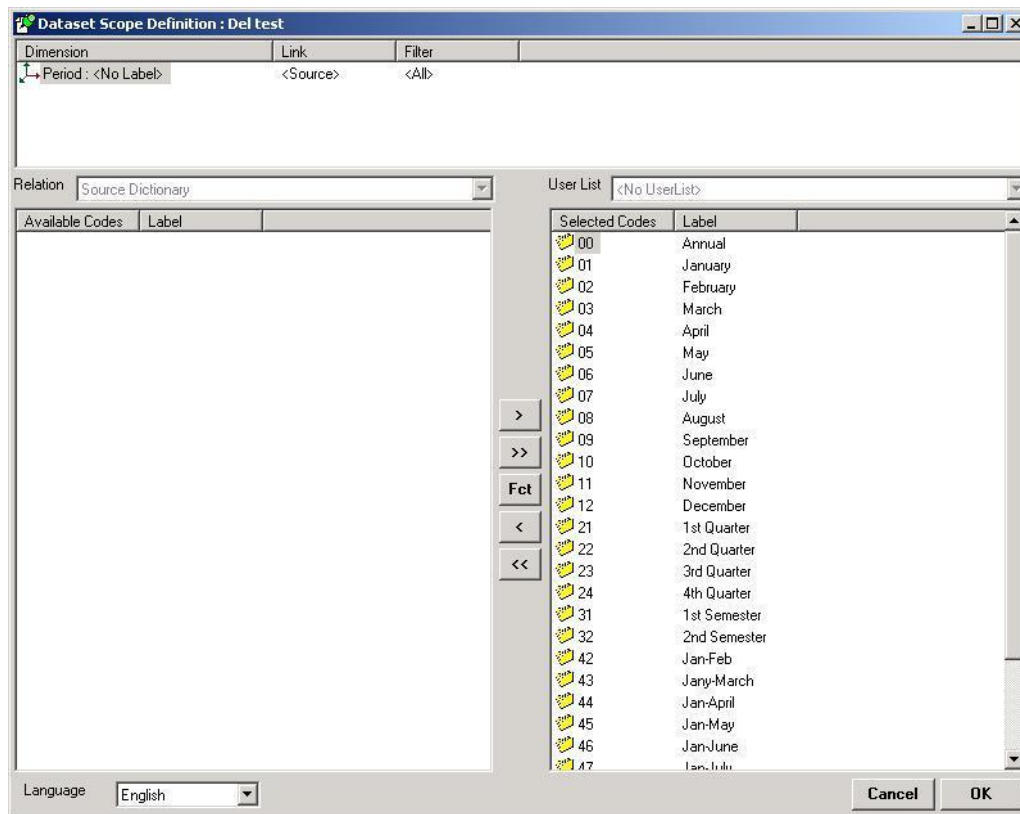 Dataset Scope Definition : Del test
Dimension Link Filter
Period : <No Label> <Source> <All>
Relation Source Dictionary User List <No UserList>
Available Codes Label Selected Codes Label
00 Annual
01 January
02 February
03 March
04 April
05 May
06 June
07 July
08 August
09 September
10 October
11 November
12 December
21 1st Quarter
22 2nd Quarter
23 3rd Quarter
24 4th Quarter
31 1st Semester
32 2nd Semester
42 Jan-Feb
43 Jany-March
44 Jan-April
45 Jan-May
46 Jan-June
47 Jan-July
>
>>
Fct
<
<<
Language English Cancel OK